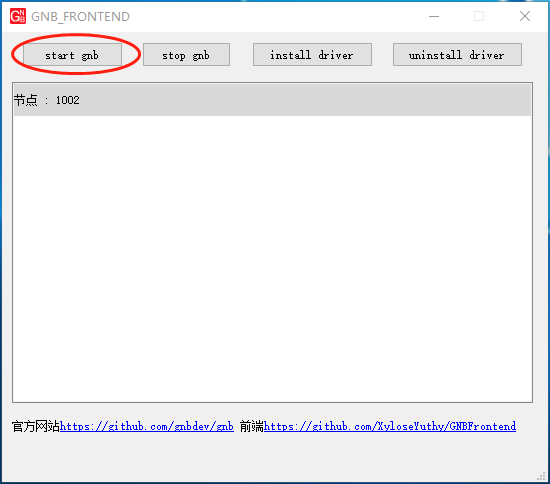 GNB GNB_FRONTEND
start gnb stop gnb install driver uninstall driver
节点 : 1002
官方网站https://github.com/gnbdev/gnb 前端https://github.com/XyloseYuthy/GNBFrontend